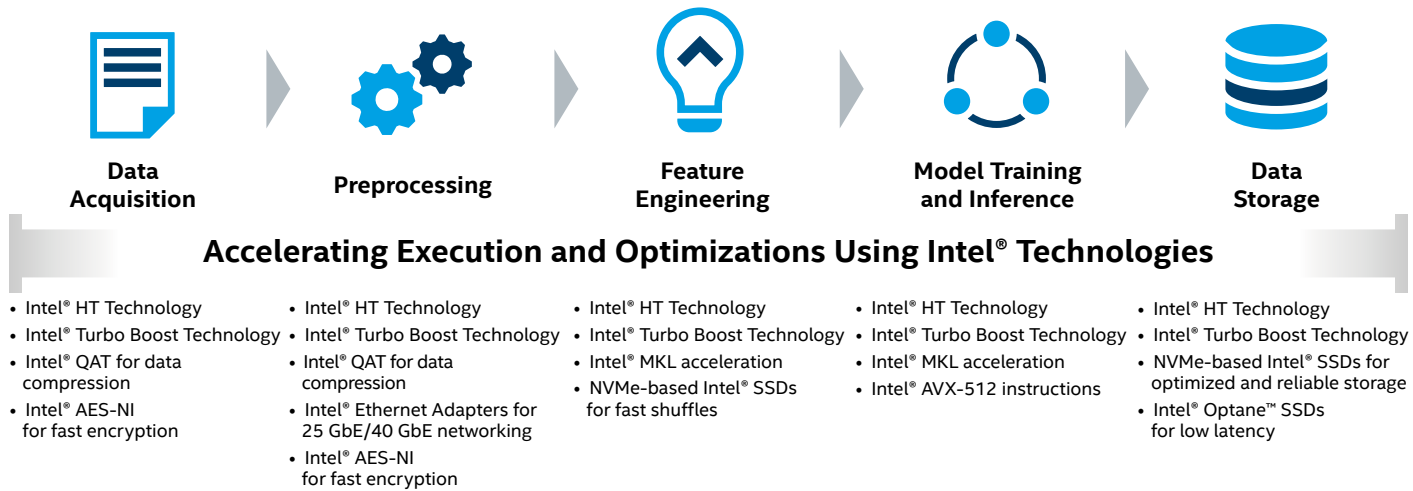 Data
Acquisition
Preprocessing
Feature
Engineering
Model Training
and Inference
Data
Storage
Accelerating Execution and Optimizations Using Intel® Technologies
• Intel® HT Technology
• Intel® Turbo Boost Technology
• Intel® QAT for data
compression
• Intel® AES-NI
for fast encryption
• Intel® HT Technology
• Intel® Turbo Boost Technology
• Intel® QAT for data
compression
• Intel® Ethernet Adapters for
25 GbE/40 GbE networking
• Intel® AES-NI
for fast encryption
• Intel® HT Technology
• Intel® Turbo Boost Technology
• Intel® MKL acceleration
• NVMe-based Intel® SSDs
for fast shuffles
• Intel® HT Technology
• Intel® Turbo Boost Technology
• Intel® MKL acceleration
• Intel® AVX-512 instructions
• Intel® HT Technology
• Intel® Turbo Boost Technology
• NVMe-based Intel® SSDs for
optimized and reliable storage
• Intel® Optane™ SSDs
for low latency